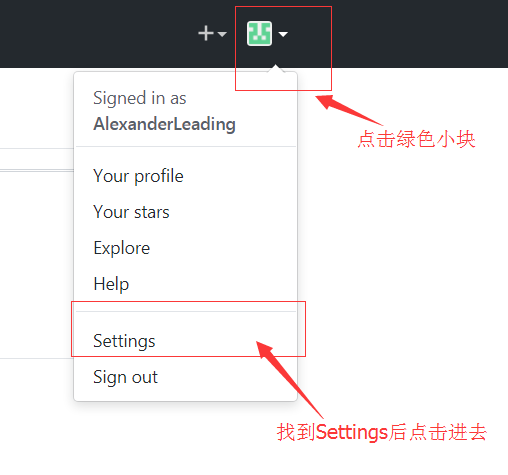 Signed in as
AlexanderLeading
点击绿色小块
Your profile
Your stars
Explore
Help
Settings
Sign out
找到Settings后点击进去